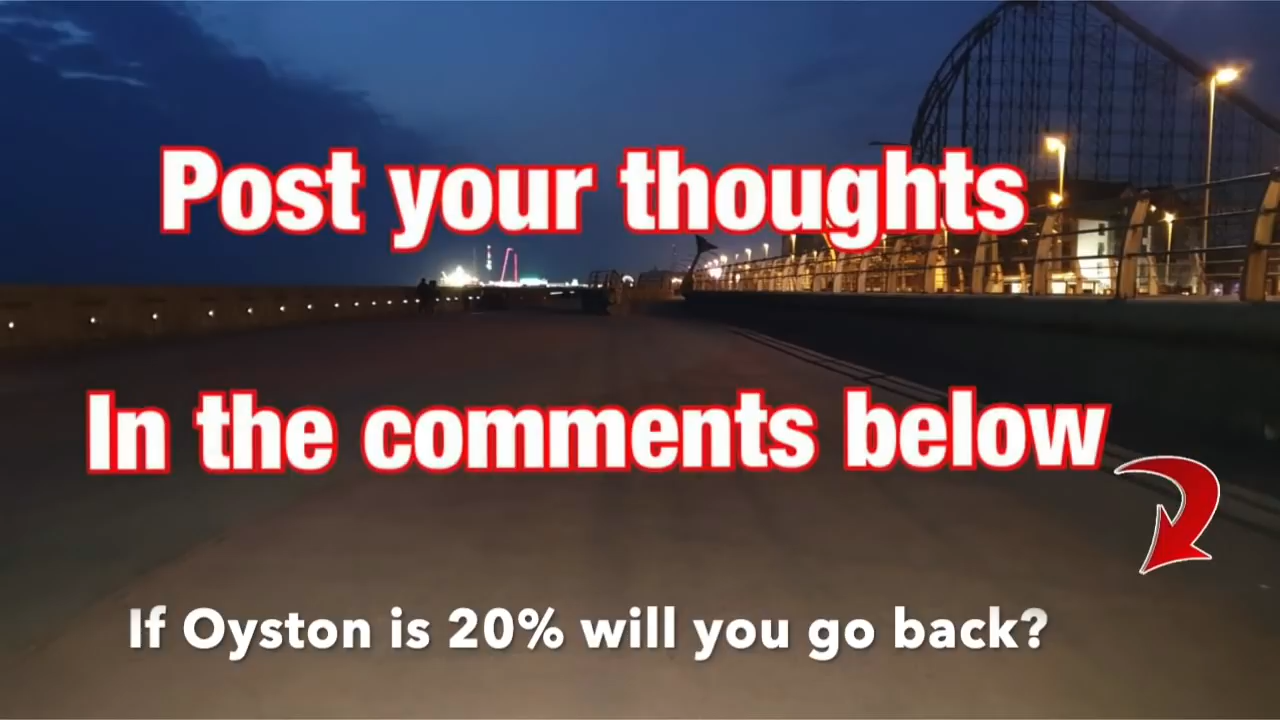 Post your thoughts
In the comments below
If Oyston is 20% will you go back?